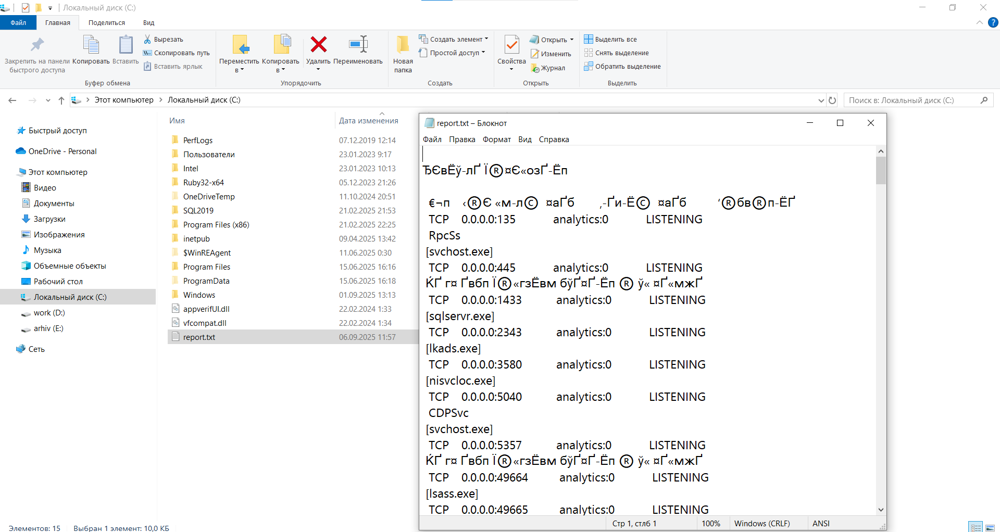 Локальный диск (C:)
Файл
Главная
Поделиться
Вид
Закрепить на панели
быстрого доступа
Копировать
Вставить
Вырезать
Скопировать путь
Вставить ярлык
Буфер обмена
Переместить
в
Копировать
в
Удалить
Переименовать
Упорядочить
Новая
папка
Создать элемент
Простой доступ
Создать
Свойства
Открыть
Изменить
Журнал
Открыть
Выделить все
Снять выделение
Обратить выделение
Выделить
Этот компьютер
Локальный диск (C:)
Поиск в: Локальный диск (C:)
Быстрый доступ
OneDrive - Personal
Этот компьютер
Видео
Документы
Загрузки
Изображения
Музыка
Объемные объекты
Рабочий стол
Локальный диск (C:)
work (D:)
arhiv (E:)
Сеть
Имя Дата изменения
PerfLogs 07.12.2019 12:14
Пользователи 23.01.2023 9:17
Intel 23.01.2023 10:13
Ruby32-x64 05.12.2023 21:26
OneDriveTemp 11.10.2024 20:51
SQL2019 21.02.2025 21:53
Program Files (x86) 21.02.2025 22:25
inetpub 09.04.2025 13:42
$WinREAgent 11.06.2025 0:30
Program Files 15.06.2025 16:16
ProgramData 15.06.2025 16:18
Windows 01.09.2025 13:13
appverifUI.dll 22.02.2024 1:33
vfcompat.dll 22.02.2024 1:34
report.txt 06.09.2025 11:57
report.txt – Блокнот
Файл Правка Формат Вид Справка
ЂЄвЁў-лҐ Ї®¤Є«озҐ-Ёп
€¬п ‹®Є «м-л© ¤аҐб ‚-Ґи-Ё© ¤аҐб ‘®бв®п-ЁҐ
TCP 0.0.0.0:135 analytics:0 LISTENING
RpcSs
[svchost.exe]
TCP 0.0.0.0:445 analytics:0 LISTENING
ЌҐ г¤ Ґвбп Ї®«гзЁвм бўҐ¤Ґ-Ёп ® ў« ¤Ґ«мжҐ
TCP 0.0.0.0:1433 analytics:0 LISTENING
[sqlservr.exe]
TCP 0.0.0.0:2343 analytics:0 LISTENING
[lkads.exe]
TCP 0.0.0.0:3580 analytics:0 LISTENING
[nisvcloc.exe]
TCP 0.0.0.0:5040 analytics:0 LISTENING
CDPSvc
[svchost.exe]
TCP 0.0.0.0:5357 analytics:0 LISTENING
ЌҐ г¤ Ґвбп Ї®«гзЁвм бўҐ¤Ґ-Ёп ® ў« ¤Ґ«мжҐ
TCP 0.0.0.0:49664 analytics:0 LISTENING
[lsass.exe]
TCP 0.0.0.0:49665 analytics:0 LISTENING
Стр 1, стлб 1 100% Windows (CRLF) ANSI
Элементов: 15 Выбран 1 элемент: 10,0 КБ